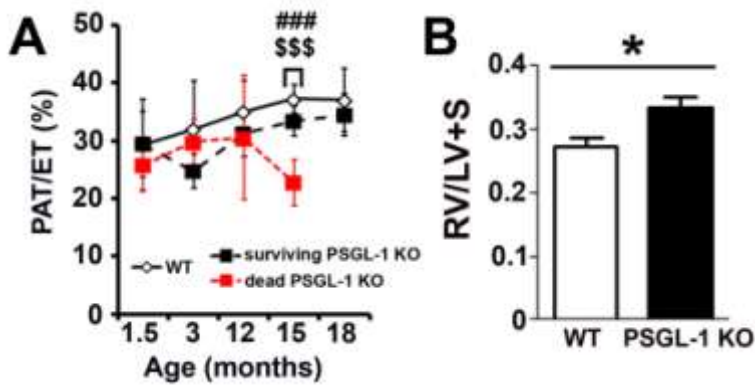 A
50
40
30
20
10
0
PAT/ET (%)
###
$$$
WT
surviving PSGL-1 KO
dead PSGL-1 KO
1.5 3 12 15 18
Age (months)
B
*
RV/LV+S
0.4
0.3
0.2
0.1
0
WT PSGL-1 KO